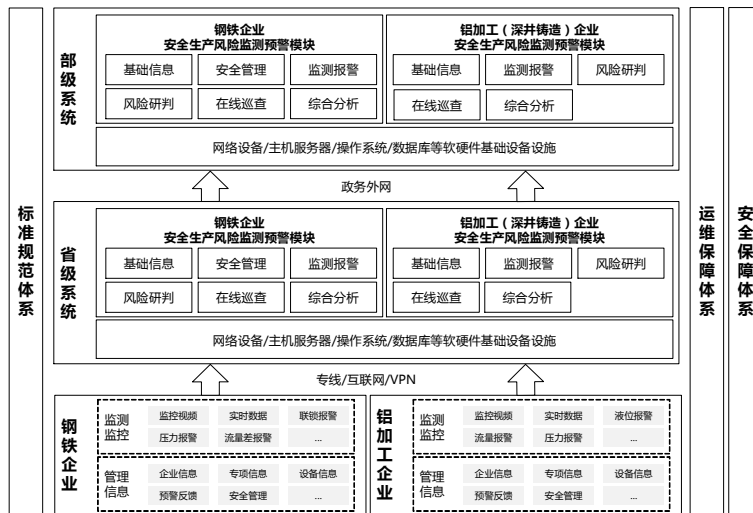 标准规范体系
部级系统
钢铁企业
安全生产风险监测预警模块
基础信息 安全管理 监测报警
风险研判 在线巡查 综合分析
铝加工（深井铸造）企业
安全生产风险监测预警模块
基础信息 监测报警 风险研判
在线巡查 综合分析
网络设备/主机服务器/操作系统/数据库等软硬件基础设备设施
政务外网
省级系统
钢铁企业
安全生产风险监测预警模块
基础信息 安全管理 监测报警
风险研判 在线巡查 综合分析
铝加工（深井铸造）企业
安全生产风险监测预警模块
基础信息 监测报警 风险研判
在线巡查 综合分析
网络设备/主机服务器/操作系统/数据库等软硬件基础设备设施
专线/互联网/VPN
钢铁企业
监测
监控
监控视频 实时数据 联锁报警
压力报警 流量差报警 ...
管理
信息
企业信息 专项信息 设备信息
预警反馈 安全管理 ...
铝加工企业
监测
监控
监控视频 实时数据 液位报警
流量报警 压力报警 ...
管理
信息
企业信息 专项信息 设备信息
预警反馈 安全管理 ...
运维保障体系
安全保障体系